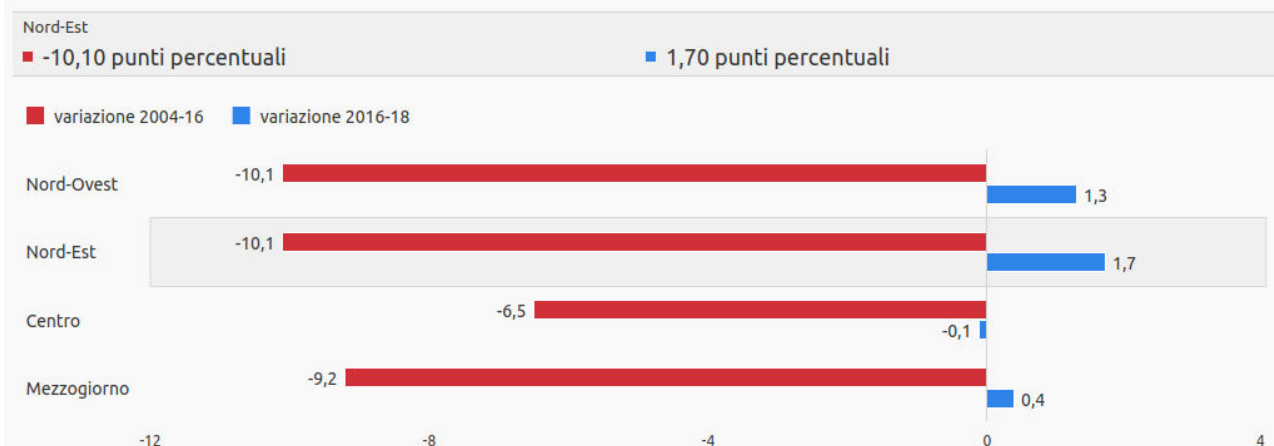 Nord-Est
-10,10 punti percentuali 1,70 punti percentuali
variazione 2004-16 variazione 2016-18
Nord-Ovest -10,1 1,3
Nord-Est -10,1 1,7
Centro -6,5 -0,1
Mezzogiorno -9,2 0,4
-12 -8 -4 0 4